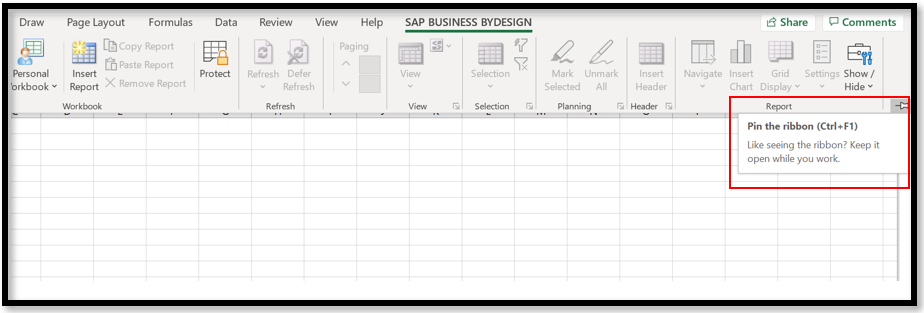 Draw Page Layout Formulas Data Review View Help SAP BUSINESS BYDESIGN Share Comments
Personal
orkbook
Insert
Report
Copy Report
Paste Report
Remove Report
Protect
Workbook
Refresh
Defer
Refresh
Refresh
Paging
View
View
Selection
Selection
Mark
Selected
Unmark
All
Planning
Insert
Header
Header
Navigate
Insert
Chart
Grid
Display
Settings
Show /
Hide
Report
Pin the ribbon (Ctrl+F1)
Like seeing the ribbon? Keep it
open while you work.